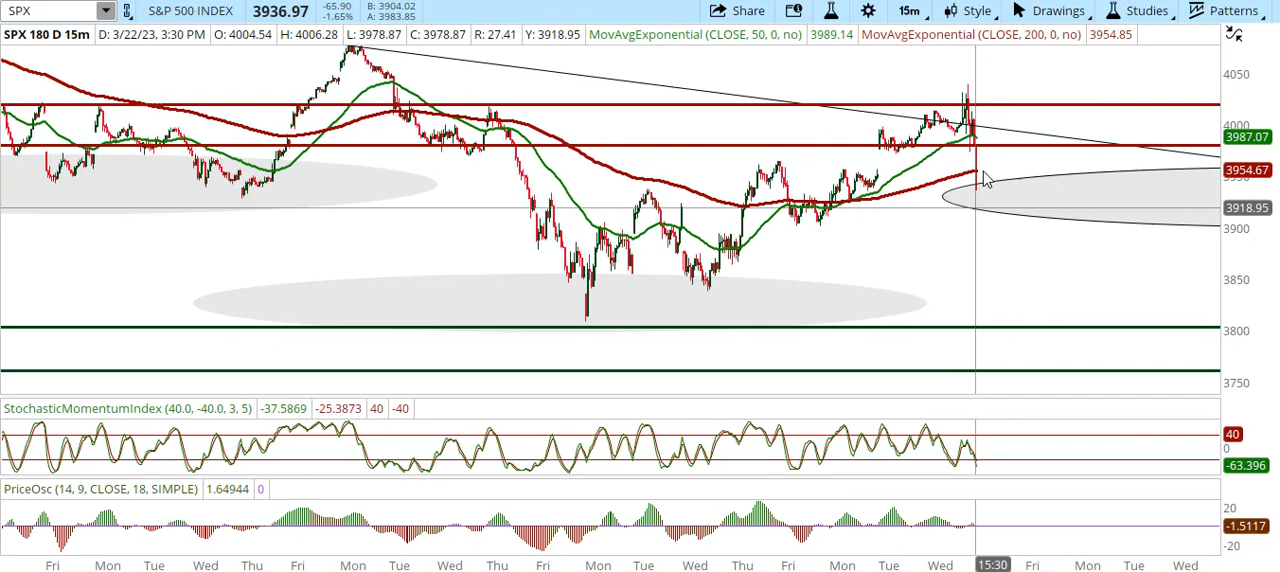 SPX S&P 500 INDEX 3936.97 -65.90 B: 3904.02 Share 15m Style Drawings Studies Patterns
-1.65% A: 3983.85
SPX 180 D 15m D: 3/22/23, 3:30 PM O: 4004.54 H: 4006.28 L: 3978.87 C: 3978.87 R: 27.41 Y: 3918.95 MovAvgExponential (CLOSE, 50, 0, no) 3989.14 MovAvgExponential (CLOSE, 200, 0, no) 3954.85
4050
4000
3987.07
3954.67
3918.95
3900
3850
3800
3750
StochasticMomentumIndex (40.0, -40.0, 3, 5) -37.5869 -25.3873 40 -40
40
0
-63.396
PriceOsc (14, 9, CLOSE, 18, SIMPLE) 1.64944 0
20
-1.5117
-20
Fri Mon Tue Wed Thu Fri Mon Tue Wed Thu Fri Mon Tue Wed Thu Fri Mon Tue Wed 15:30 Fri Mon Tue Wed